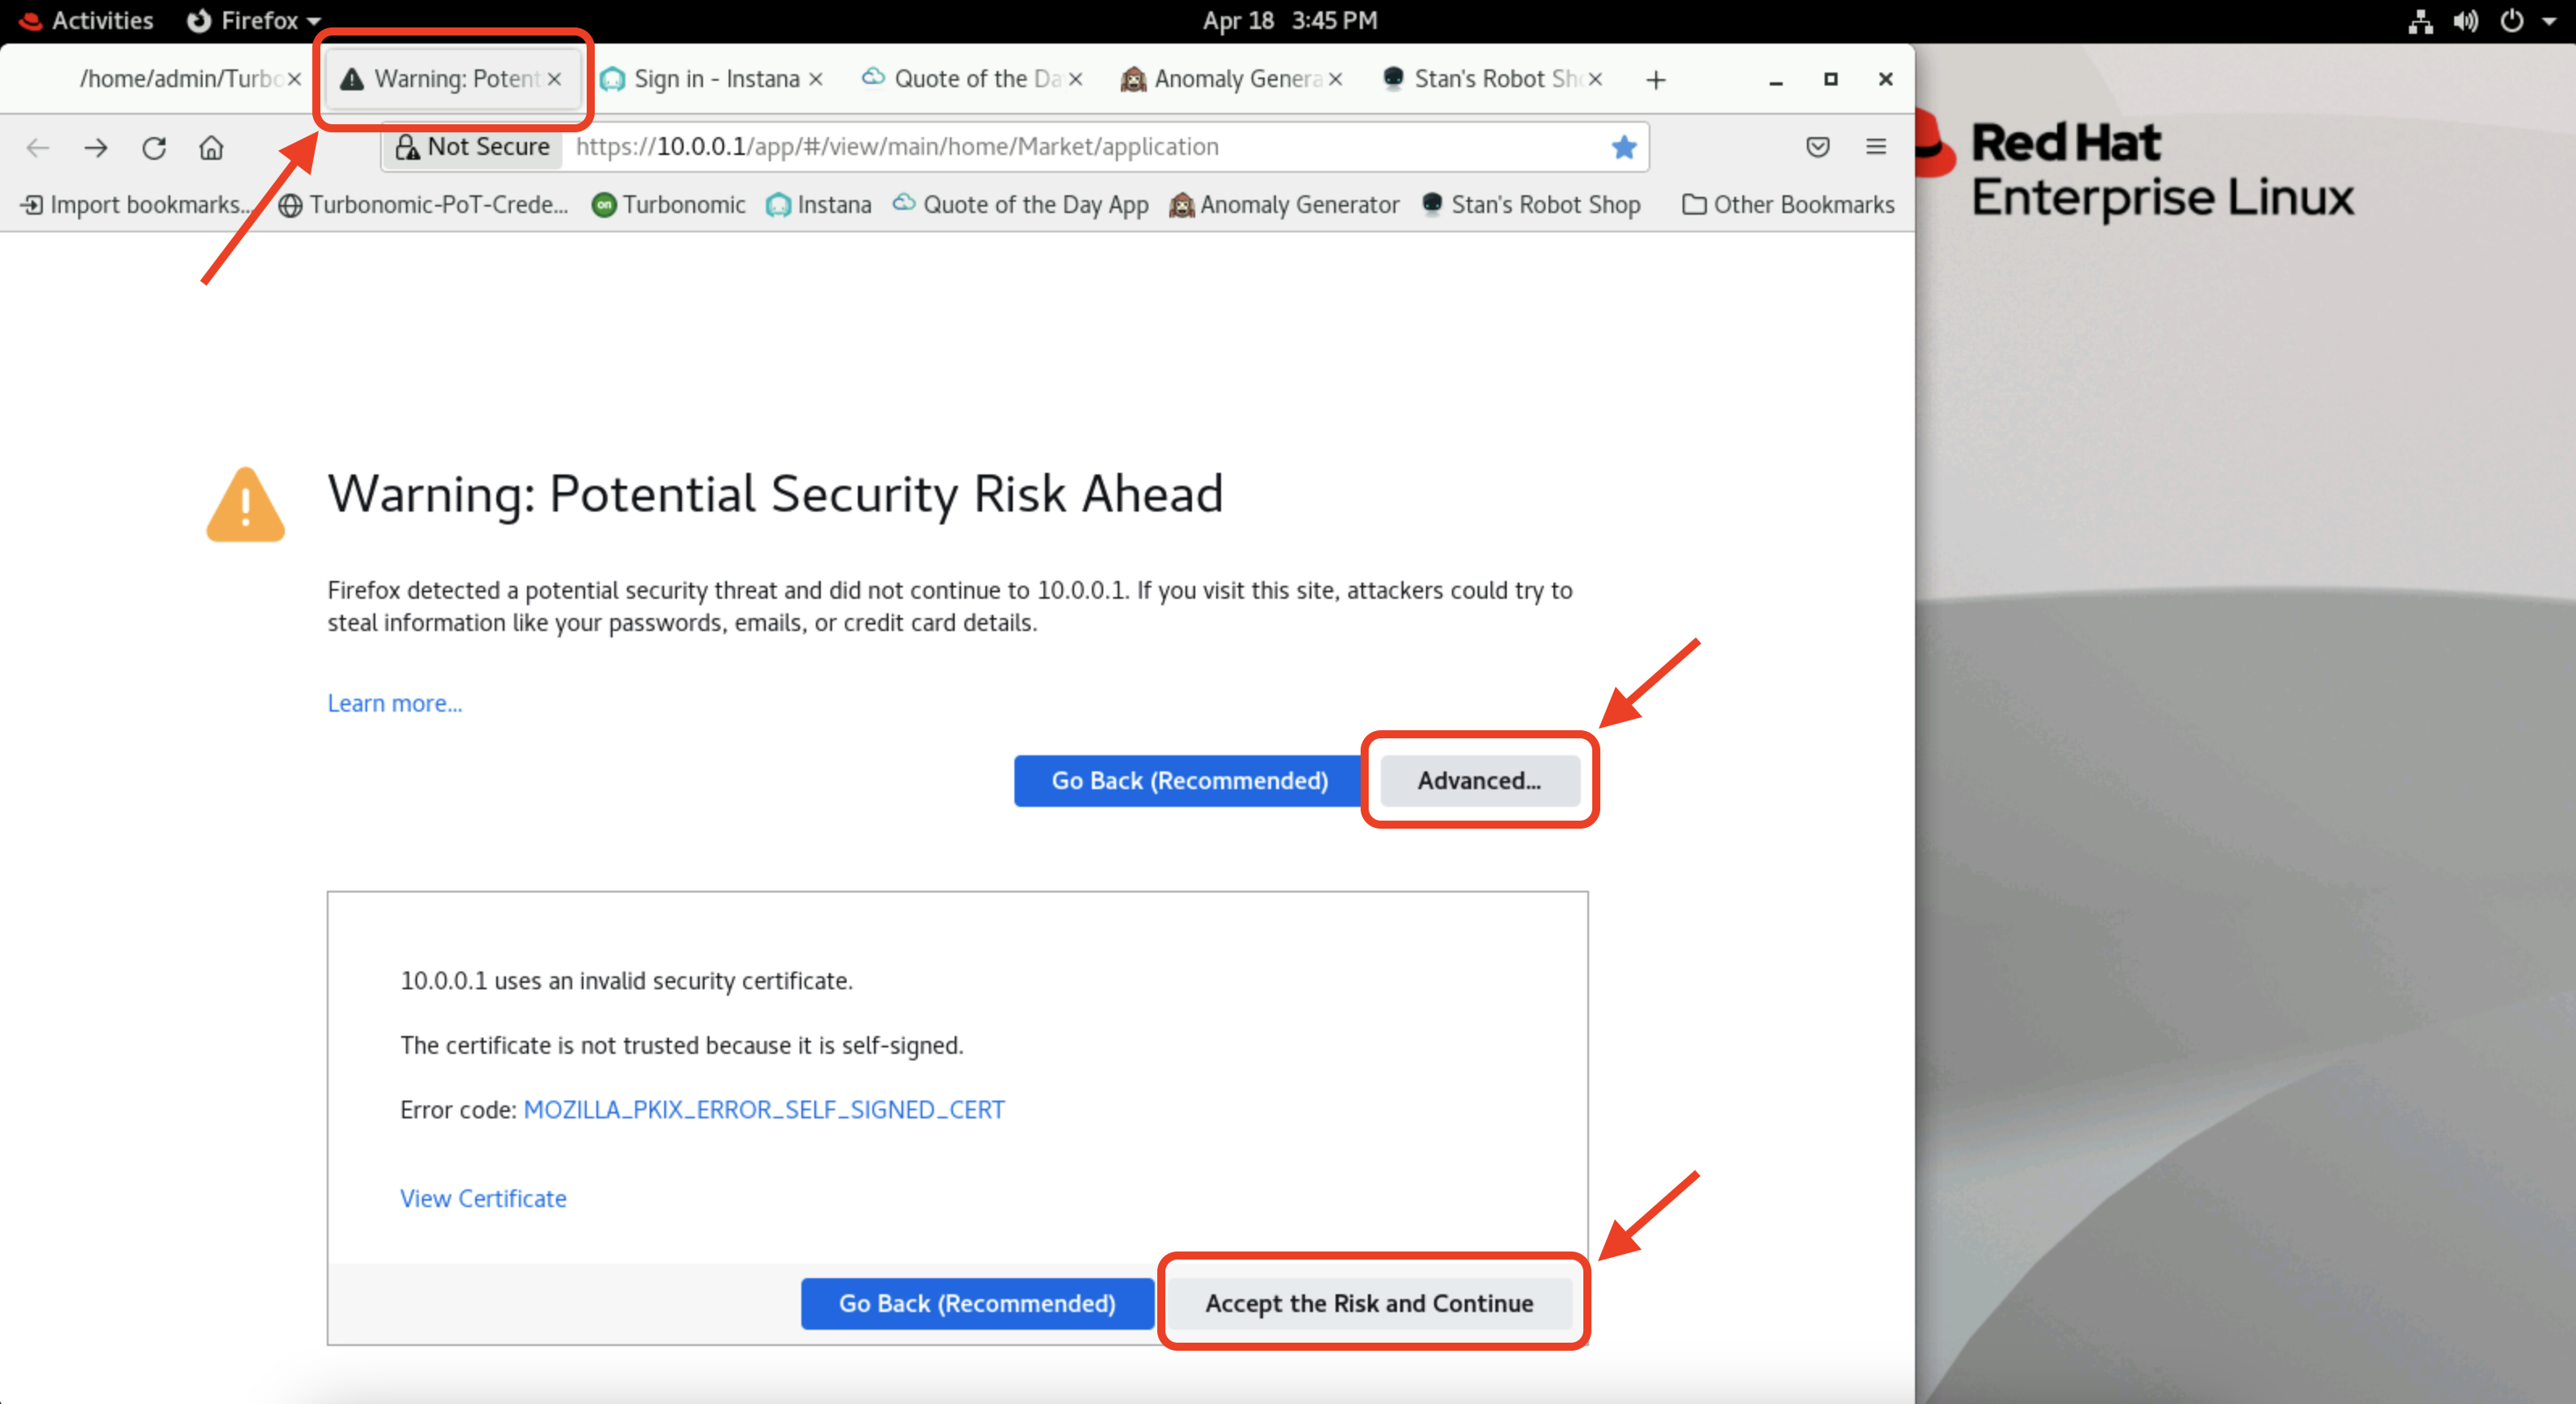 Activities Firefox Apr 18 3:45 PM
/home/admin/Turbo Warning: Potent Sign in - Instana Quote of the Da Anomaly Genera Stan's Robot Sho
Not Secure https://10.0.0.1/app/#/view/main/home/Market/application
Import bookmarks... Turbonomic-PoT-Crede... on Turbonomic Instana Quote of the Day App Anomaly Generator Stan's Robot Shop Other Bookmarks
Red Hat
Enterprise Linux
Warning: Potential Security Risk Ahead
Firefox detected a potential security threat and did not continue to 10.0.0.1. If you visit this site, attackers could try to
steal information like your passwords, emails, or credit card details.
Learn more...
Go Back (Recommended) Advanced...
10.0.0.1 uses an invalid security certificate.
The certificate is not trusted because it is self-signed.
Error code: MOZILLA_PKIX_ERROR_SELF_SIGNED_CERT
View Certificate
Go Back (Recommended) Accept the Risk and Continue